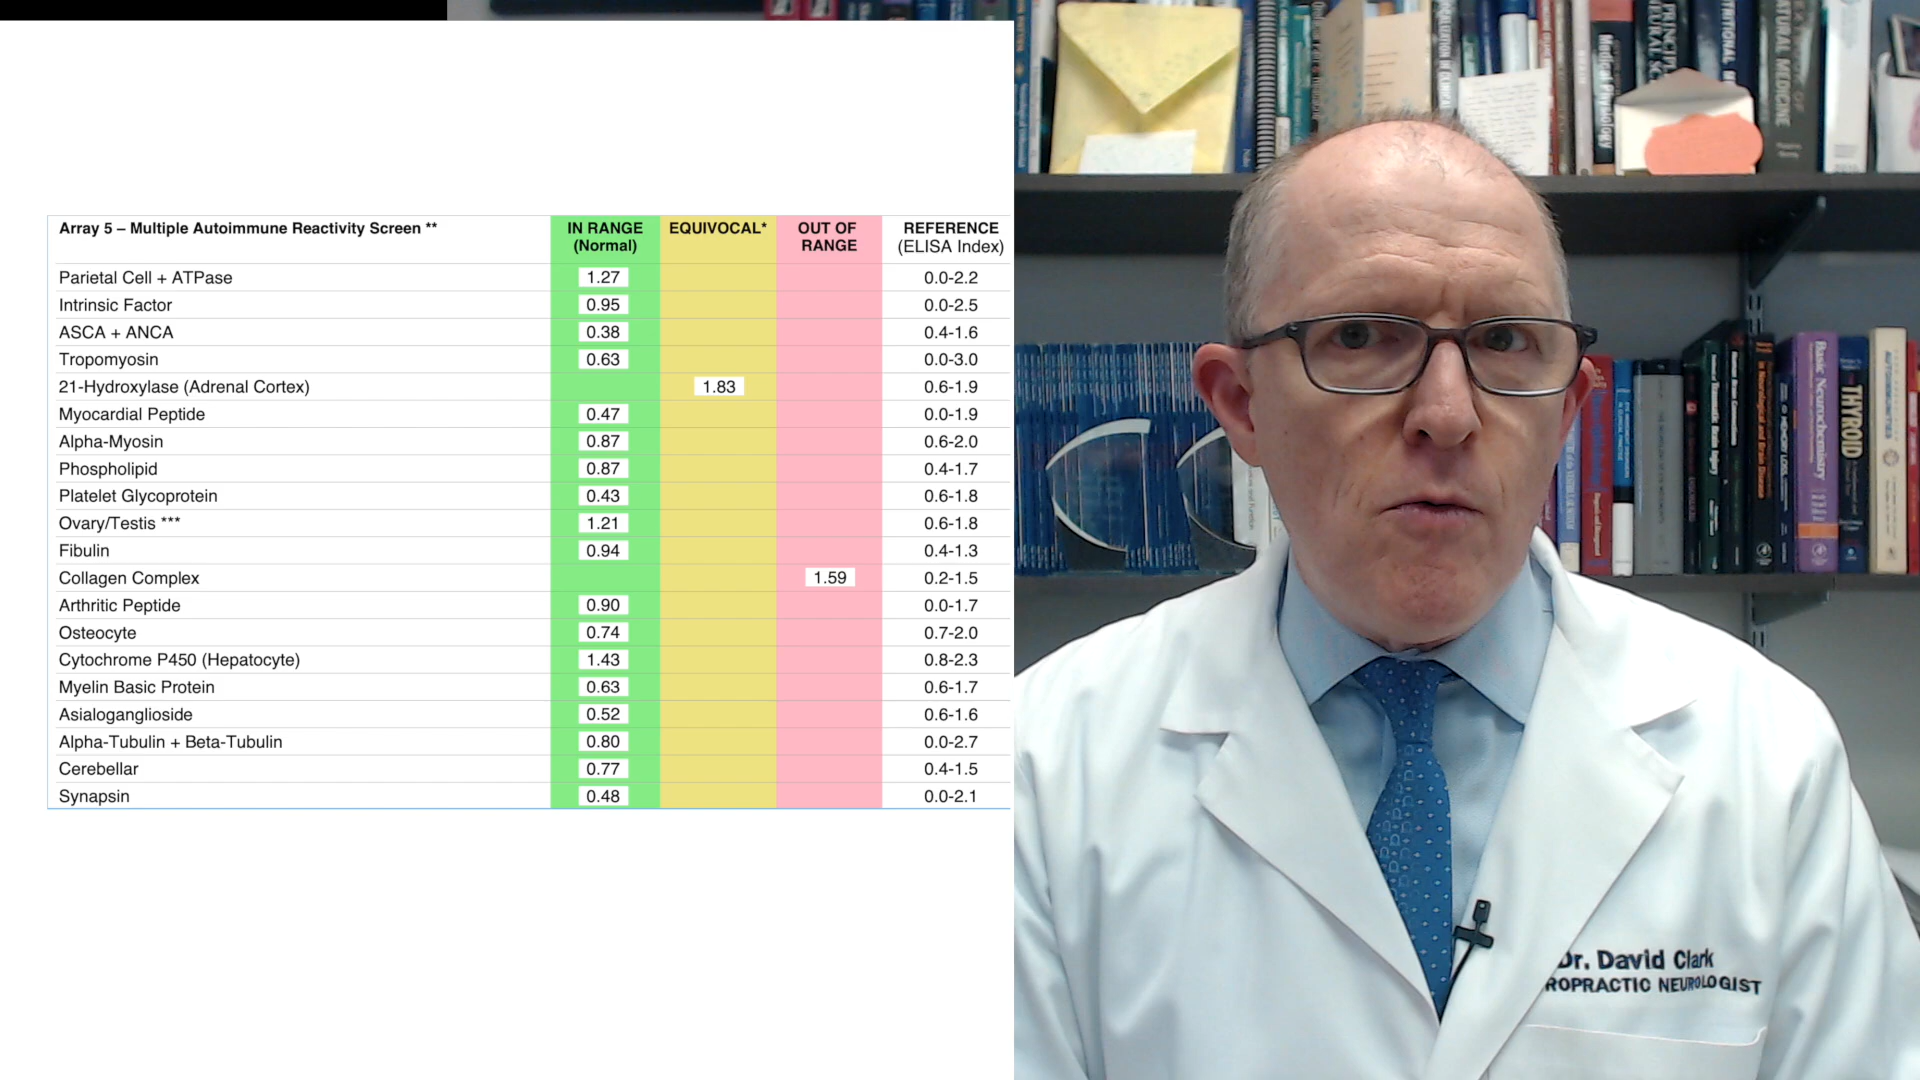 Array 5 – Multiple Autoimmune Reactivity Screen **
IN RANGE
(Normal)
EQUIVOCAL*
OUT OF
RANGE
REFERENCE
(ELISA Index)
Parietal Cell + ATPase 1.27 0.0-2.2
Intrinsic Factor 0.95 0.0-2.5
ASCA + ANCA 0.38 0.4-1.6
Tropomyosin 0.63 0.0-3.0
21-Hydroxylase (Adrenal Cortex) 1.83 0.6-1.9
Myocardial Peptide 0.47 0.0-1.9
Alpha-Myosin 0.87 0.6-2.0
Phospholipid 0.87 0.4-1.7
Platelet Glycoprotein 0.43 0.6-1.8
Ovary/Testis *** 1.21 0.6-1.8
Fibulin 0.94 0.4-1.3
Collagen Complex 1.59 0.2-1.5
Arthritic Peptide 0.90 0.0-1.7
Osteocyte 0.74 0.7-2.0
Cytochrome P450 (Hepatocyte) 1.43 0.8-2.3
Myelin Basic Protein 0.63 0.6-1.7
Asialoganglioside 0.52 0.6-1.6
Alpha-Tubulin + Beta-Tubulin 0.80 0.0-2.7
Cerebellar 0.77 0.4-1.5
Synapsin 0.48 0.0-2.1
Medical Physiology
Basic Neurochemistry
THYROID
Dr. David Clark
ROPRACTIC NEUROLOGIST